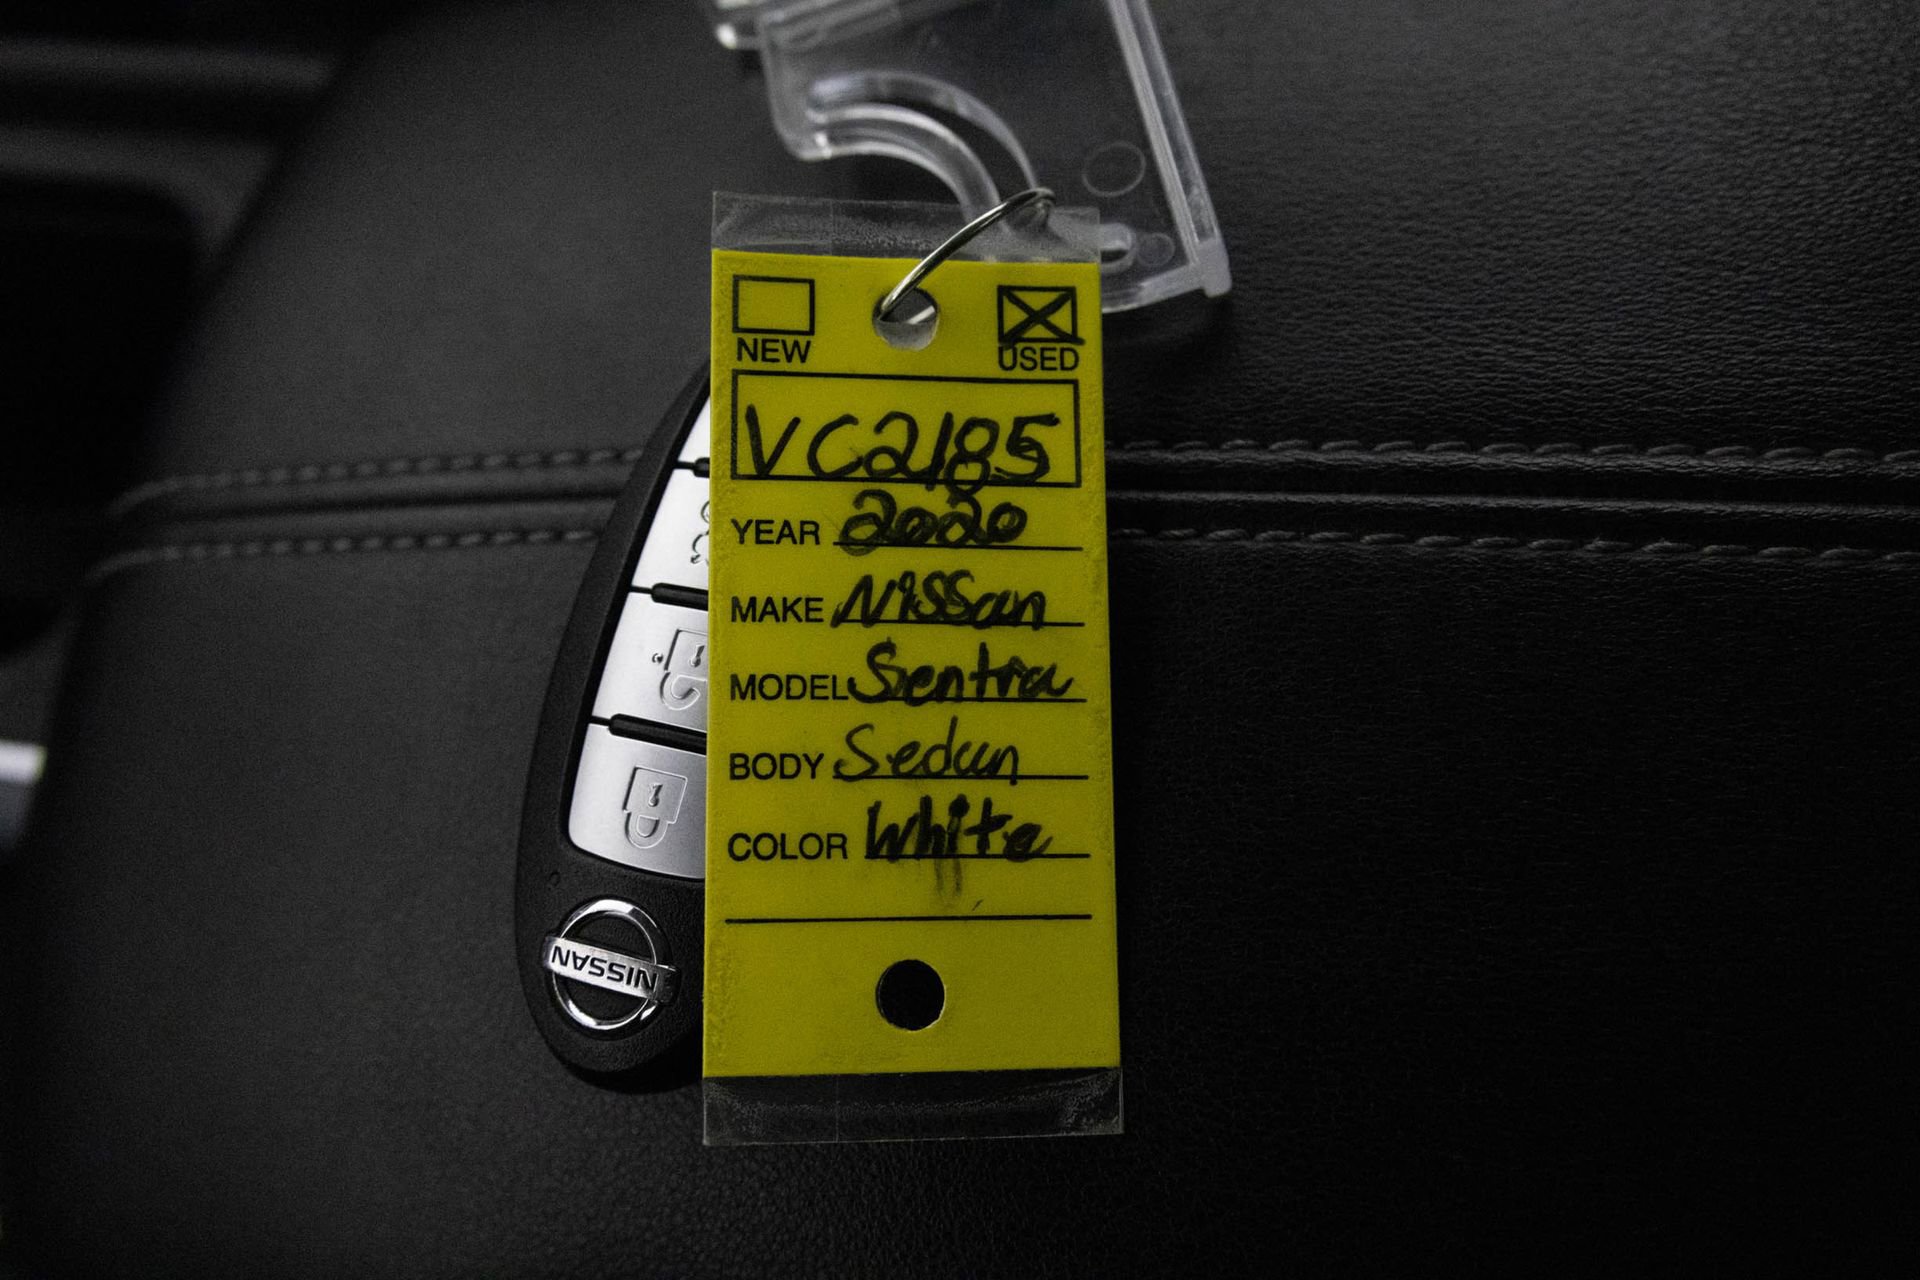 NEW USED
VC2185
YEAR 2020
MAKE Nissan
MODEL Sentra
BODY Sedan
COLOR White
NISSAN